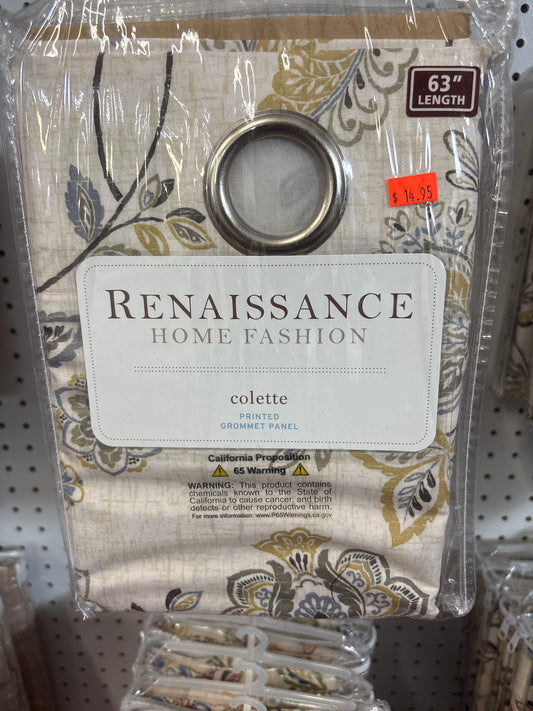 63"
LENGTH
$ 14.95
RENAISSANCE
HOME FASHION
colette
PRINTED
GROMMET PANEL
California Proposition
65 Warning
WARNING: This product contains
chemicals known to the State of
California to cause cancer, and birth
defects or other reproductive harm.
For more information: www.P65Warnings.ca.gov